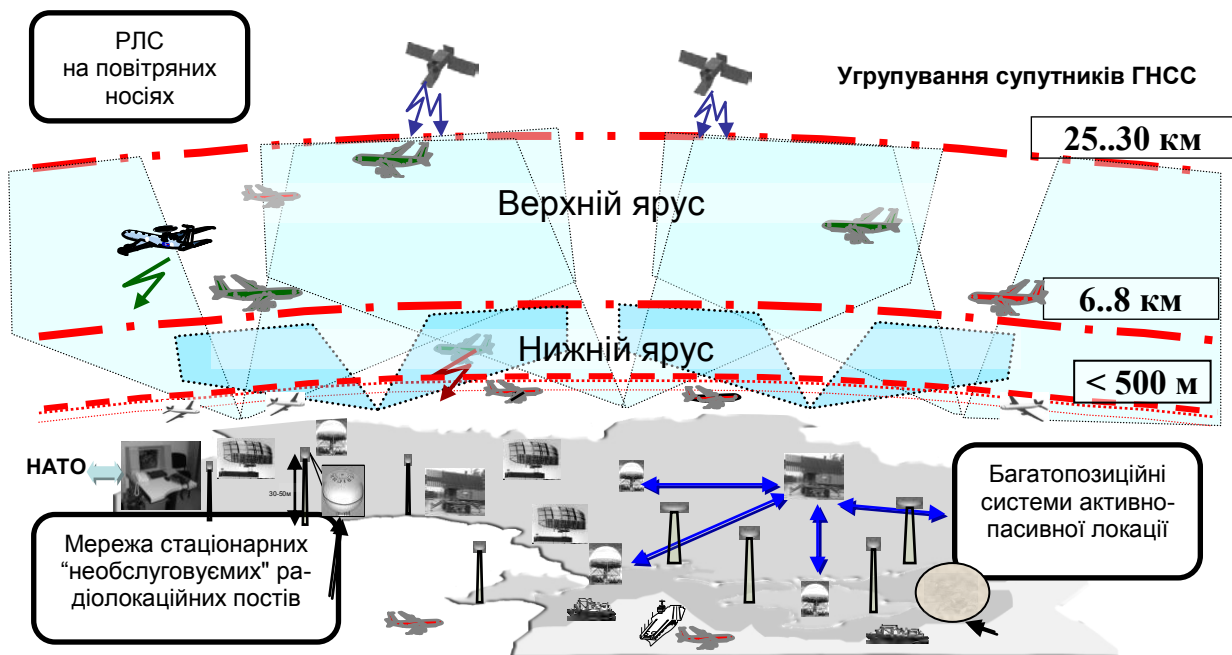 РЛС
на повітряних
носіях
Угрупування супутників ГНСС
25..30 км
Верхній ярус
6..8 км
Нижній ярус
< 500 м
НАТО
30-50м
Багатопозиційні
системи активно-
пасивної локації
Мережа стаціонарних
“необслуговуємих" ра-
діолокаційних постів